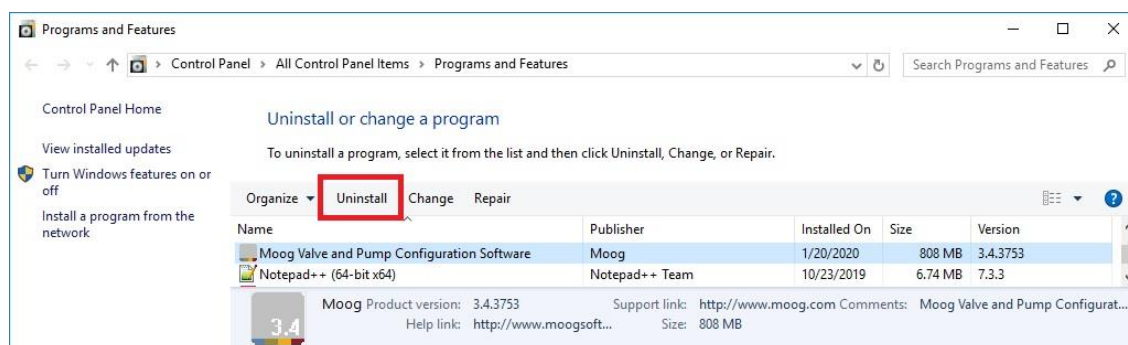 Programs and Features
Control Panel > All Control Panel Items > Programs and Features
Search Programs and Features
Control Panel Home
View installed updates
Turn Windows features on or
off
Install a program from the
network
Uninstall or change a program
To uninstall a program, select it from the list and then click Uninstall, Change, or Repair.
Organize Uninstall Change Repair
Name Publisher Installed On Size Version
Moog Valve and Pump Configuration Software Moog 1/20/2020 808 MB 3.4.3753
Notepad++ (64-bit x64) Notepad++ Team 10/23/2019 6.74 MB 7.3.3
3.4
Moog Product version: 3.4.3753 Support link: http://www.moog.com Comments: Moog Valve and Pump Configurat...
Help link: http://www.moogsoft... Size: 808 MB